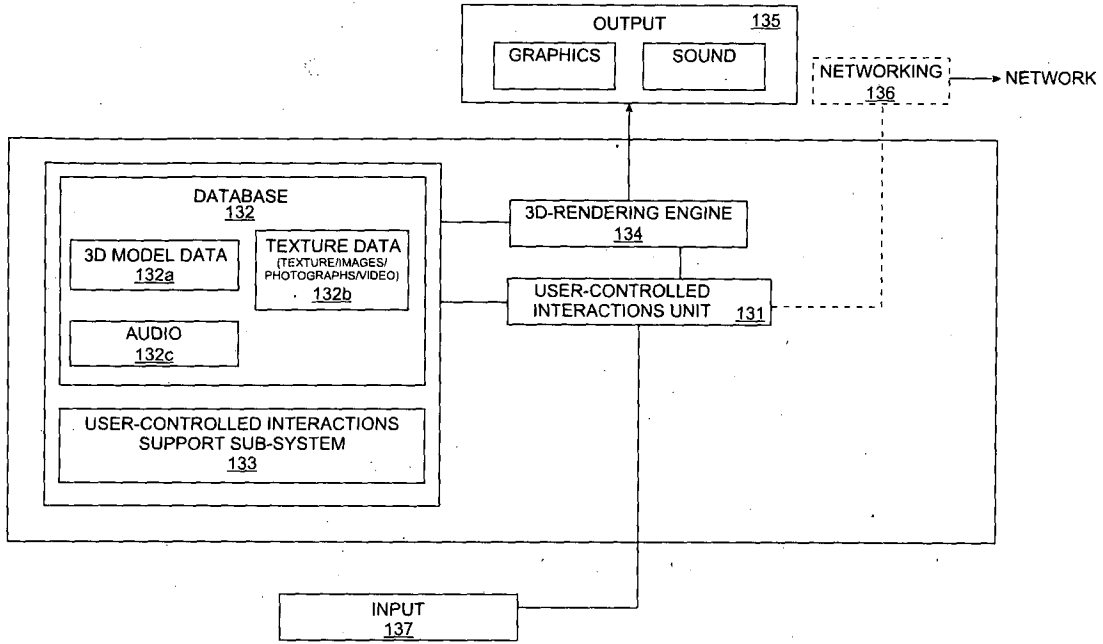 OUTPUT 135
GRAPHICS
SOUND
NETWORKING
136
NETWORK
DATABASE
132
3D MODEL DATA
132a
TEXTURE DATA
(TEXTURE/IMAGES/
PHOTOGRAPHS/VIDEO)
132b
AUDIO
132c
USER-CONTROLLED INTERACTIONS
SUPPORT SUB-SYSTEM
133
3D-RENDERING ENGINE
134
USER-CONTROLLED
INTERACTIONS UNIT 131
INPUT
137